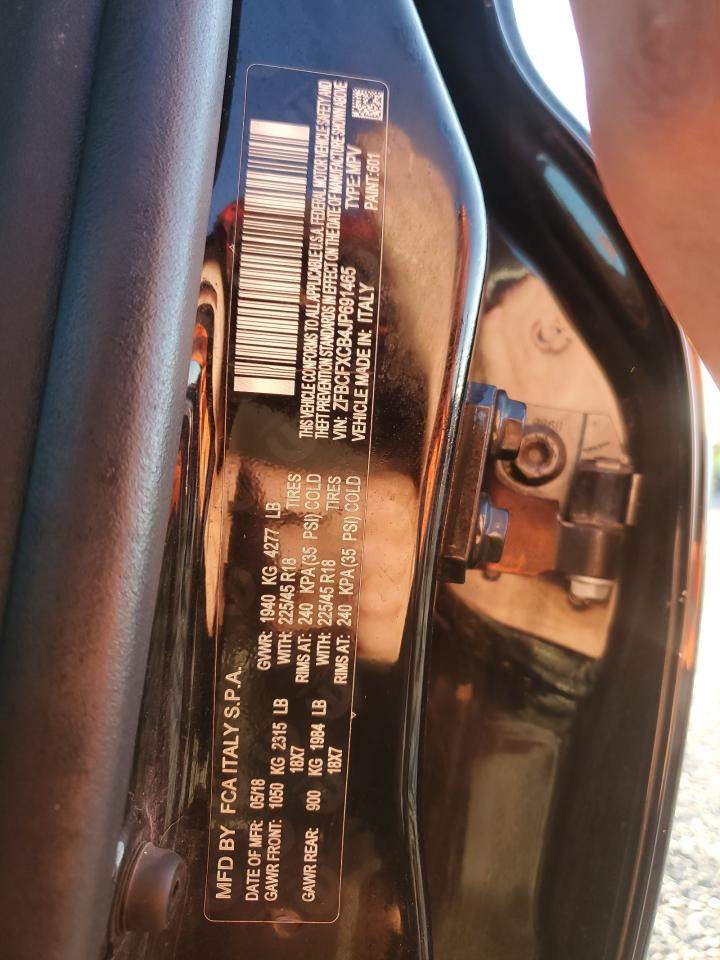 MFD BY FCA ITALY S.P.A.
DATE OF MFR: 05/18 GVWR: 1940 KG 4277 LB
GAWR FRONT: 1050 KG 2315 LB WITH: 225/45 R18 TIRES
18X7 RIMS AT: 240 KPA (35 PSI) COLD
GAWR REAR: 900 KG 1984 LB WITH: 225/45 R18 TIRES
18X7 RIMS AT: 240 KPA (35 PSI) COLD
THIS VEHICLE CONFORMS TO ALL APPLICABLE U.S.A. FEDERAL MOTOR VEHICLE SAFETY AND
THEFT PREVENTION STANDARDS IN EFFECT ON THE DATE OF MANUFACTURE SHOWN ABOVE
VIN: ZFBCFXCB4JP691465 TYPE: MPV
VEHICLE MADE IN: ITALY PAINT: 601